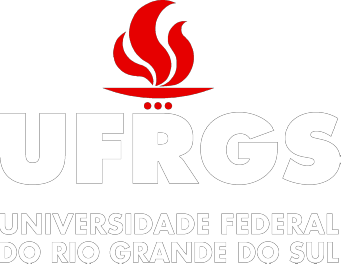 UFRGS
UNIVERSIDADE FEDERAL
DO RIO GRANDE DO SUL